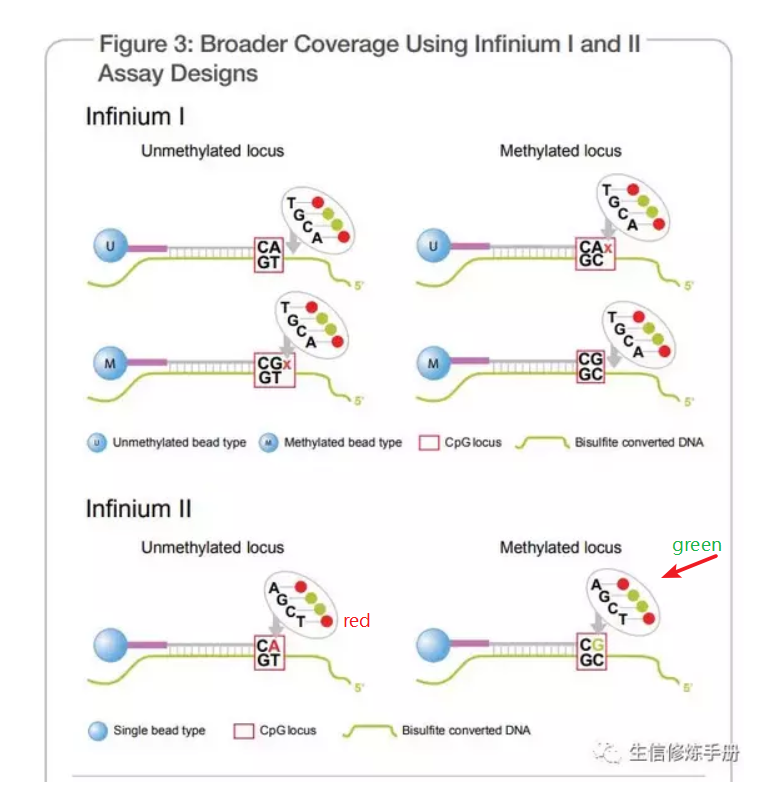 Figure 3: Broader Coverage Using Infinium I and II
Assay Designs
Infinium I
Unmethylated locus
Methylated locus
T
G
C
A
U
CA
GT
5'
T
G
C
A
U
CAx
GC
5'
T
G
C
A
M
CGx
GT
5'
T
G
C
A
M
CG
GC
5'
U Unmethylated bead type
M Methylated bead type
CpG locus
Bisulfite converted DNA
Infinium II
Unmethylated locus
Methylated locus
green
A
G
C
T
red
CA
GT
5'
A
G
C
T
CG
GC
5'
Single bead type
CpG locus
Bisulfite converted DNA
生信修炼手册